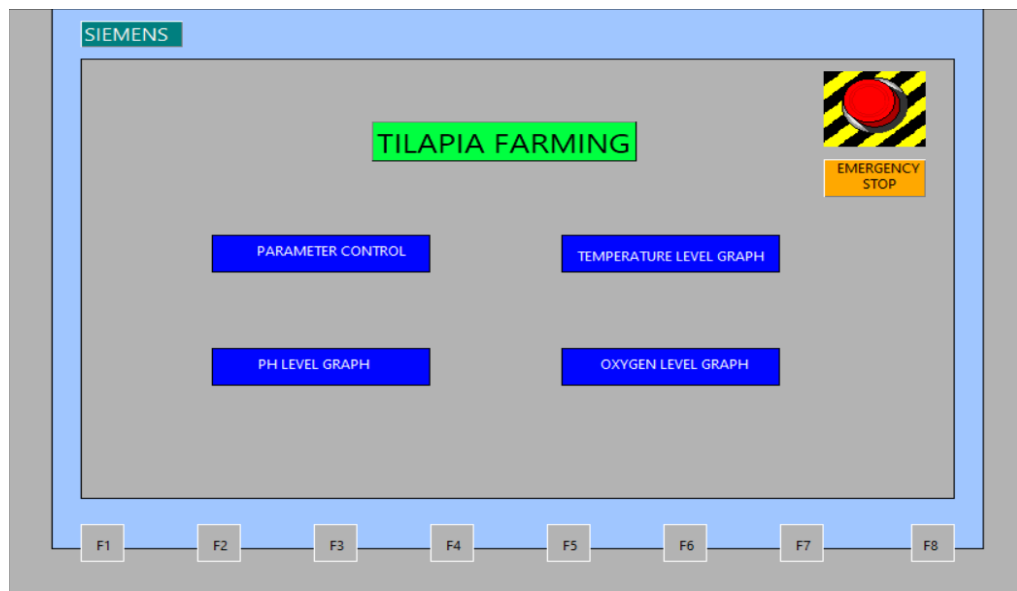 SIEMENS
TILAPIA FARMING
EMERGENCY
STOP
PARAMETER CONTROL
TEMPERATURE LEVEL GRAPH
PH LEVEL GRAPH
OXYGEN LEVEL GRAPH
F1
F2
F3
F4
F5
F6
F7
F8